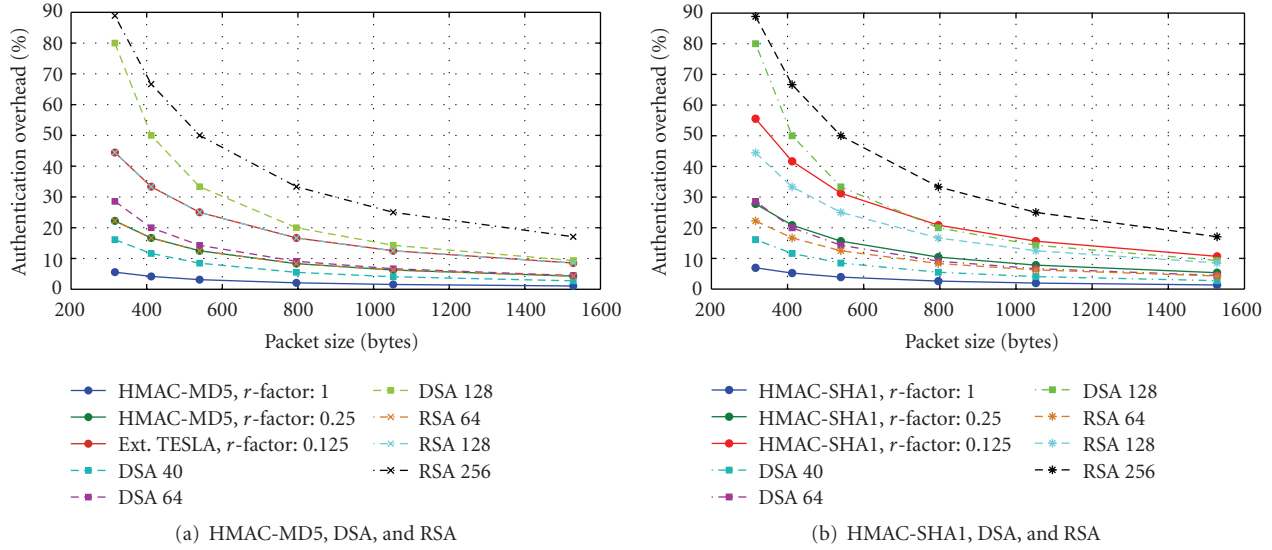 90
80
70
60
50
40
30
20
10
0
Authentication overhead (%)
200 400 600 800 1000 1200 1400 1600
Packet size (bytes)
HMAC-MD5, r-factor: 1
HMAC-MD5, r-factor: 0.25
Ext. TESLA, r-factor: 0.125
DSA 40
DSA 64
DSA 128
RSA 64
RSA 128
RSA 256
(a) HMAC-MD5, DSA, and RSA
90
80
70
60
50
40
30
20
10
0
Authentication overhead (%)
200 400 600 800 1000 1200 1400 1600
Packet size (bytes)
HMAC-SHA1, r-factor: 1
HMAC-SHA1, r-factor: 0.25
HMAC-SHA1, r-factor: 0.125
DSA 40
DSA 64
DSA 128
RSA 64
RSA 128
RSA 256
(b) HMAC-SHA1, DSA, and RSA